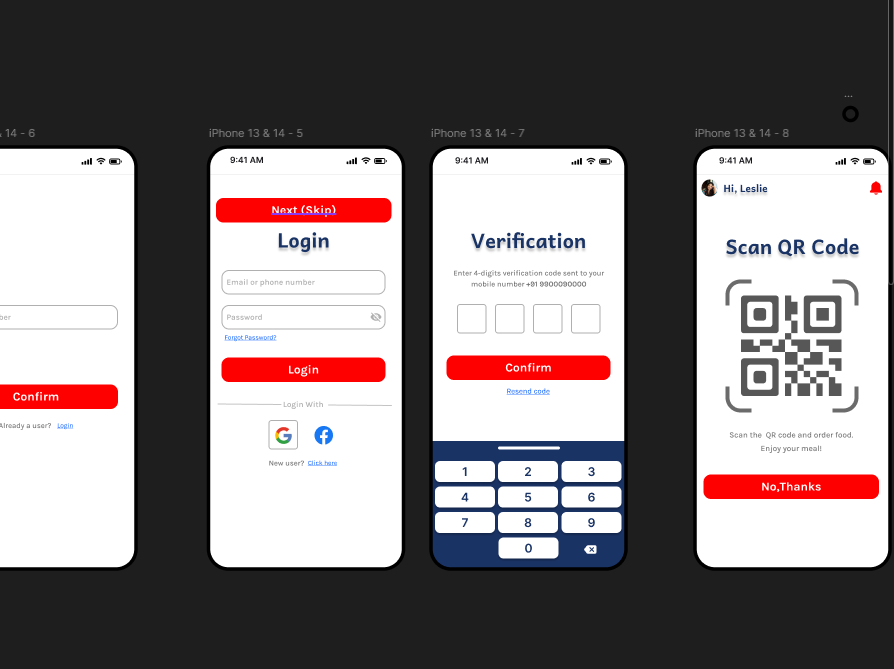 & 14 - 6
Confirm
Already a user? Login
iPhone 13 & 14 - 5
9:41 AM
Next (Skip)
Login
Email or phone number
Password
Forgot Password?
Login
Login With
G
New user? Click here
iPhone 13 & 14 - 7
9:41 AM
Verification
Enter 4-digits verification code sent to your
mobile number +91 9900090000
Confirm
Resend code
1 2 3
4 5 6
7 8 9
0
...
iPhone 13 & 14 - 8
9:41 AM
Hi, Leslie
Scan QR Code
Scan the QR code and order food.
Enjoy your meal!
No,Thanks